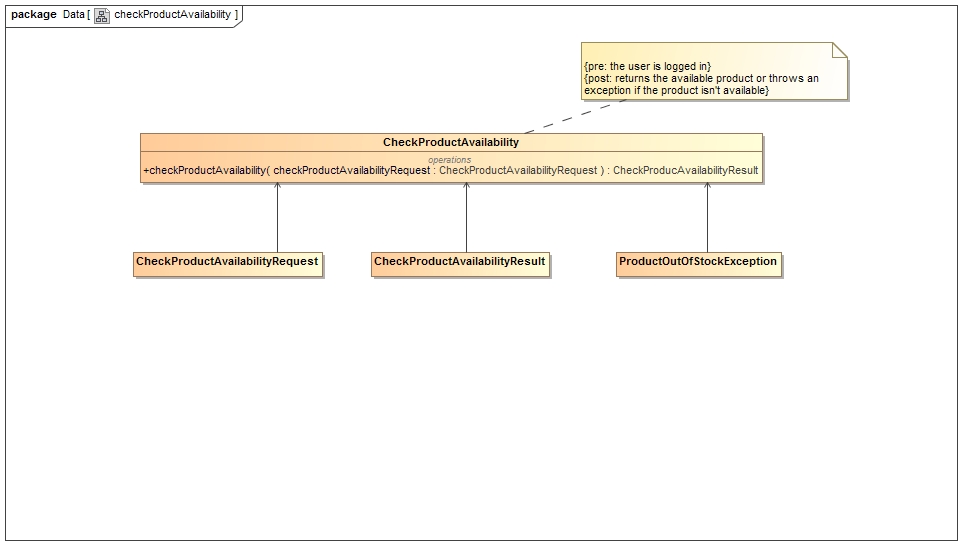 package Data [ checkProductAvailability ]
{pre: the user is logged in}
{post: returns the available product or throws an
exception if the product isn't available}
CheckProductAvailability
operations
+checkProductAvailability( checkProductAvailabilityRequest : CheckProductAvailabilityRequest ) : CheckProducAvailabilityResult
CheckProductAvailabilityRequest
CheckProductAvailabilityResult
ProductOutOfStockException